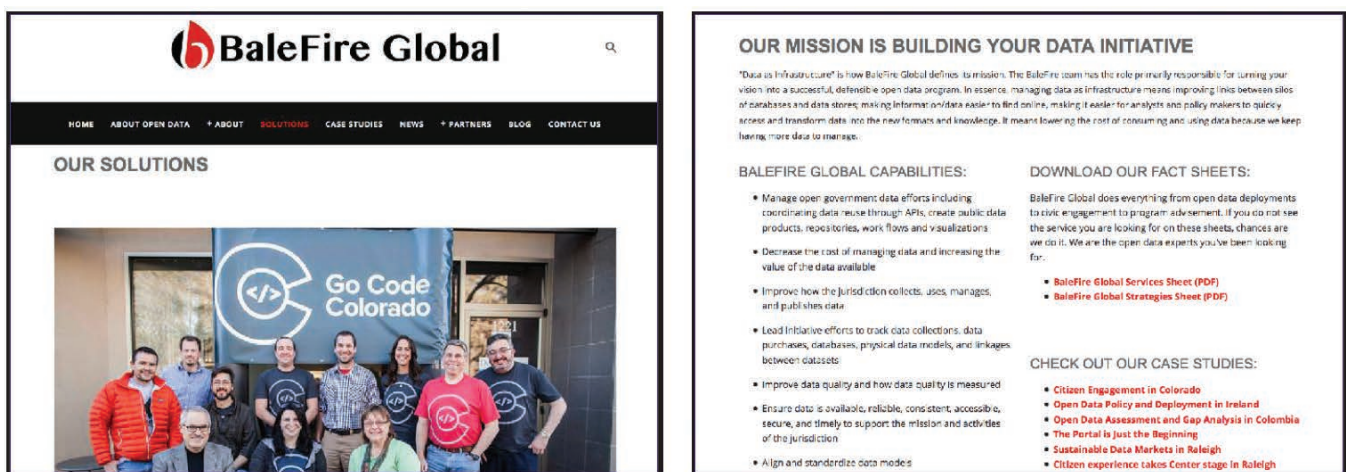 BaleFire Global
HOME ABOUT OPEN DATA + ABOUT SOLUTIONS CASE STUDIES NEWS + PARTNERS BLOG CONTACT US
OUR SOLUTIONS
Go Code
Colorado
1221
OUR MISSION IS BUILDING YOUR DATA INITIATIVE
"Data as Infrastructure" is how BaleFire Global defines its mission. The BaleFire team has the role primarily responsible for turning your
vision into a successful, defensible open data program. In essence, managing data as infrastructure means improving links between silos
of databases and data stores; making information/data easier to find online, making it easier for analysts and policy makers to quickly
access and transform data into the new formats and knowledge. It means lowering the cost of consuming and using data because we keep
having more data to manage.
BALEFIRE GLOBAL CAPABILITIES:
• Manage open government data efforts including
coordinating data reuse through APIs, create public data
products, repositories, work flows and visualizations
• Decrease the cost of managing data and increasing the
value of the data available
• Improve how the jurisdiction collects, uses, manages,
and publishes data
• Lead initiative efforts to track data collections, data
purchases, databases, physical data models, and linkages
between datasets
• Improve data quality and how data quality is measured
• Ensure data is available, reliable, consistent, accessible,
secure, and timely to support the mission and activities
of the jurisdiction
• Align and standardize data models
DOWNLOAD OUR FACT SHEETS:
BaleFire Global does everything from open data deployments
to civic engagement to program advisement. If you do not see
the service you are looking for on these sheets, chances are
we do it. We are the open data experts you've been looking
for.
• BaleFire Global Services Sheet (PDF)
• BaleFire Global Strategies Sheet (PDF)
CHECK OUT OUR CASE STUDIES:
• Citizen Engagement in Colorado
• Open Data Policy and Deployment in Ireland
• Open Data Assessment and Gap Analysis in Colombia
• The Portal is Just the Beginning
• Sustainable Data Markets in Raleigh
• Citizen experience takes Center stage in Raleigh